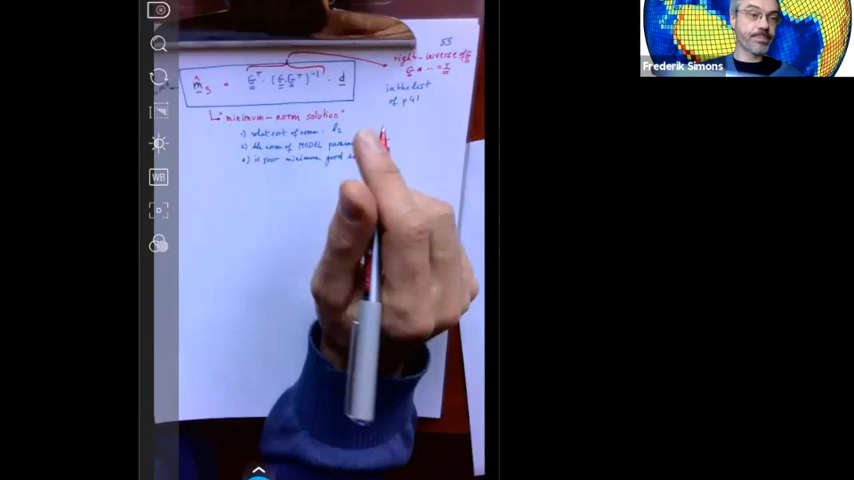 55
m̂ₛ = Gᵀ · (G.Gᵀ)⁻¹ · d
right-inverse of G
G · ... = I
in the list
of p 41
"minimum-norm solution"
1) what sort of norm · l₂
2) the norm of MODEL param
3) is your minimum good
WB
Frederik Simons